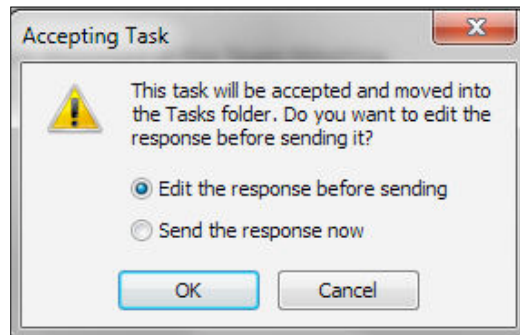 Accepting Task
This task will be accepted and moved into
the Tasks folder. Do you want to edit the
response before sending it?
Edit the response before sending
Send the response now
OK Cancel